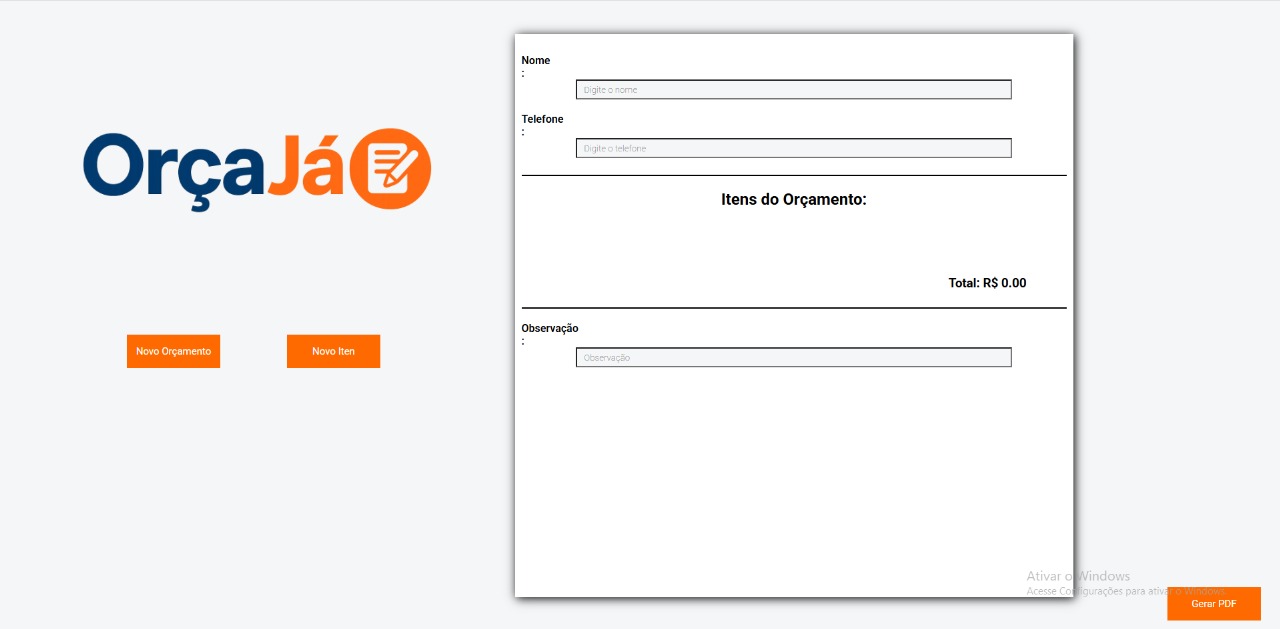 OrçaJá
Novo Orçamento
Novo Iten
Nome
:
Digite o nome
Telefone
:
Digite o telefone
Itens do Orçamento:
Total: R$ 0.00
Observação
:
Observação
Ativar o Windows
Acesse Configurações para ativar o Windows.
Gerar PDF